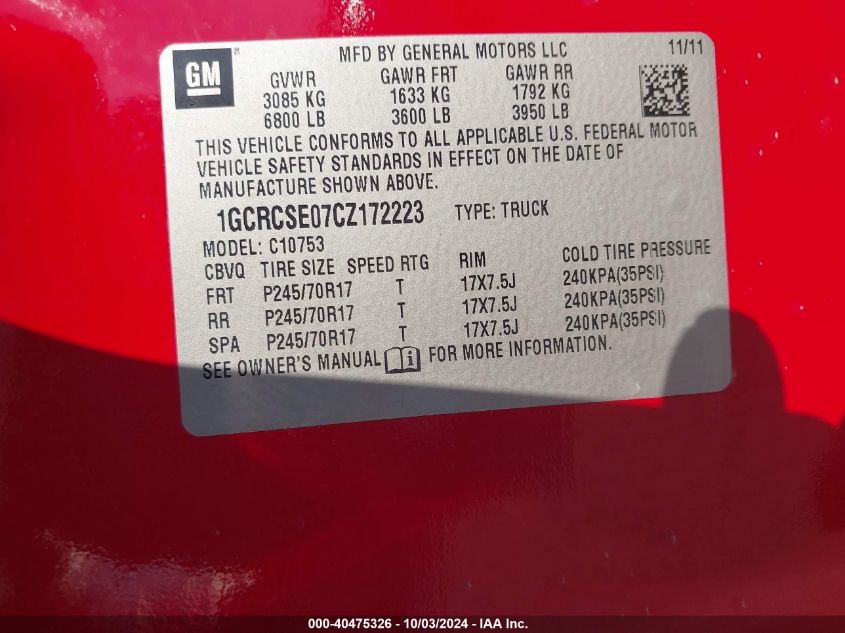 GM
MFD BY GENERAL MOTORS LLC 11/11
GVWR GAWR FRT GAWR RR
3085 KG 1633 KG 1792 KG
6800 LB 3600 LB 3950 LB
THIS VEHICLE CONFORMS TO ALL APPLICABLE U.S. FEDERAL MOTOR
VEHICLE SAFETY STANDARDS IN EFFECT ON THE DATE OF
MANUFACTURE SHOWN ABOVE.
1GCRCSE07CZ172223 TYPE: TRUCK
MODEL: C10753
CBVQ TIRE SIZE SPEED RTG RIM COLD TIRE PRESSURE
FRT P245/70R17 T 17X7.5J 240KPA(35PSI)
RR P245/70R17 T 17X7.5J 240KPA(35PSI)
SPA P245/70R17 T 17X7.5J 240KPA(35PSI)
SEE OWNER'S MANUAL i FOR MORE INFORMATION.
000-40475326 - 10/03/2024 - IAA Inc.